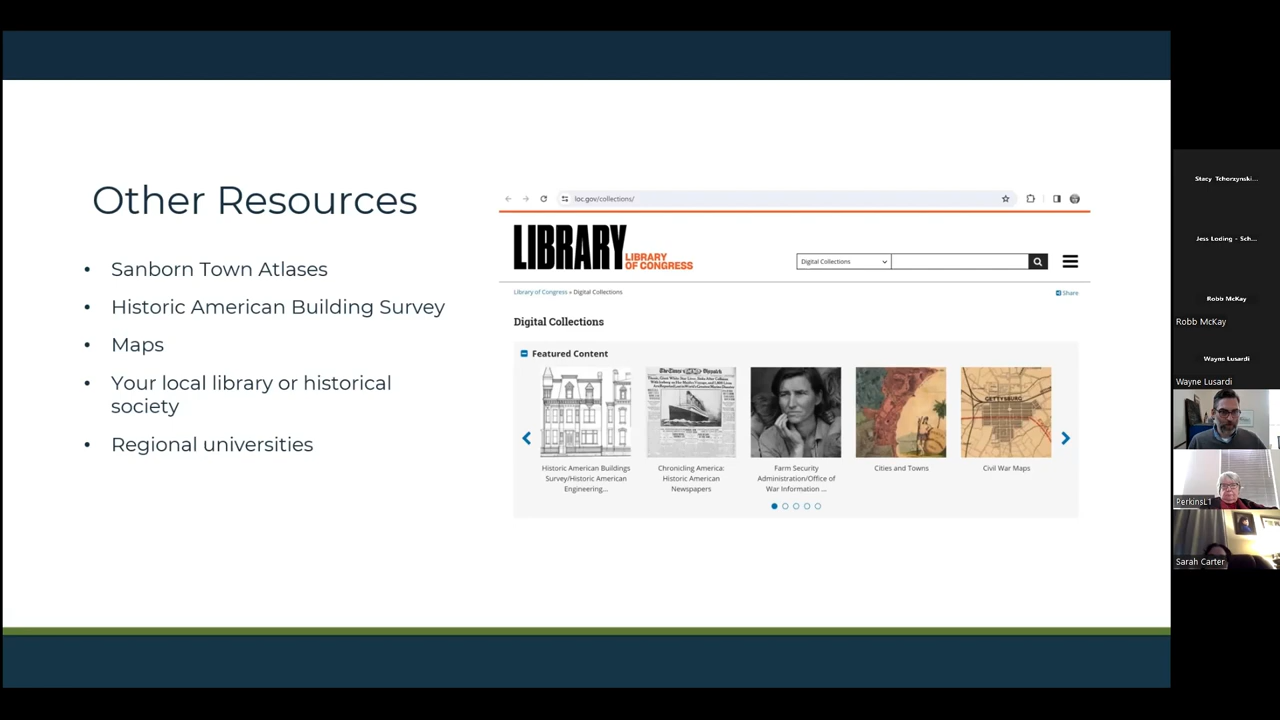 Other Resources
• Sanborn Town Atlases
• Historic American Building Survey
• Maps
• Your local library or historical
society
• Regional universities
loc.gov/collections/
LIBRARY
LIBRARY
OF CONGRESS
Digital Collections
Library of Congress » Digital Collections
Share
Digital Collections
Featured Content
GETTYSBURG
Historic American Buildings
Survey/Historic American
Engineering...
Chronicling America:
Historic American
Newspapers
Farm Security
Administration/Office of
War Information ...
Cities and Towns
Civil War Maps
Stacy Tchorzynski...
Jess Loding - Sch...
Robb McKay
Robb McKay
Wayne Lusardi
Wayne Lusardi
PerkinsL1
Sarah Carter